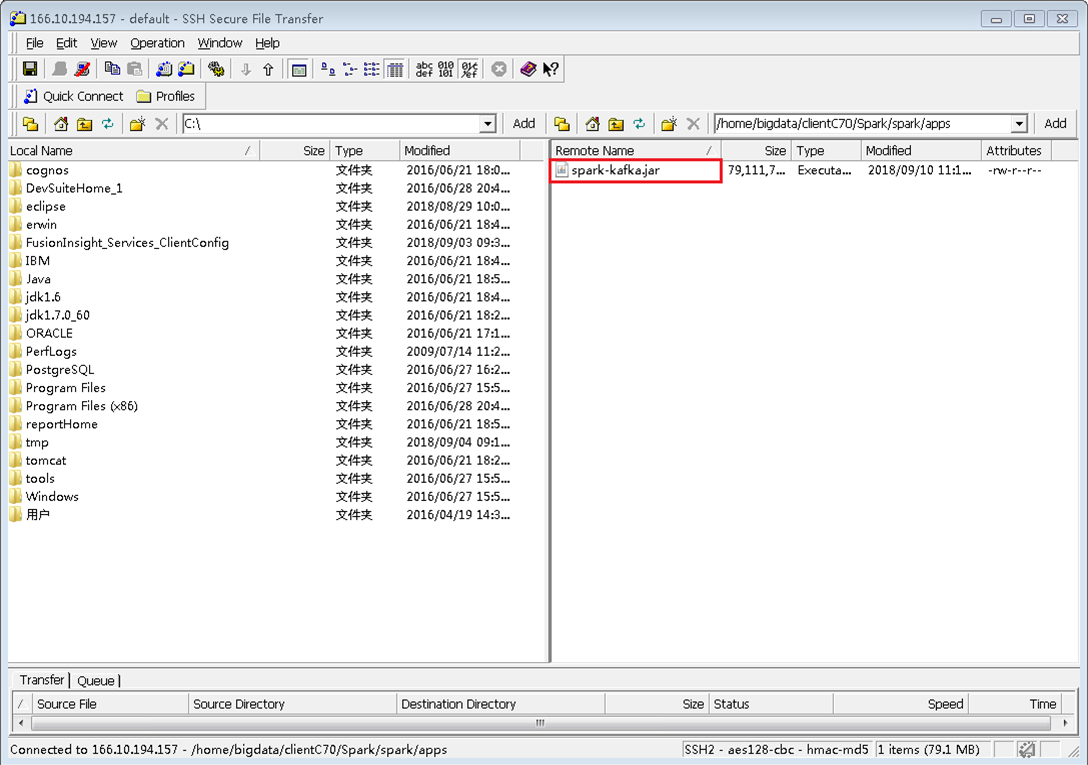 166.10.194.157 - default - SSH Secure File Transfer
File Edit View Operation Window Help
abc def 010 101
Quick Connect Profiles
C:\ Add /home/bigdata/clientC70/Spark/spark/apps Add
Local Name / Size Type Modified
cognos 文件夹 2016/06/21 18:0...
DevSuiteHome_1 文件夹 2016/06/28 20:4...
eclipse 文件夹 2018/08/29 10:0...
erwin 文件夹 2016/06/21 18:4...
FusionInsight_Services_ClientConfig 文件夹 2018/09/03 09:3...
IBM 文件夹 2016/06/21 18:4...
Java 文件夹 2016/06/21 18:5...
jdk1.6 文件夹 2016/06/21 18:4...
jdk1.7.0_60 文件夹 2016/06/21 18:2...
ORACLE 文件夹 2016/06/21 17:1...
PerfLogs 文件夹 2009/07/14 11:2...
PostgreSQL 文件夹 2016/06/27 16:2...
Program Files 文件夹 2016/06/27 15:5...
Program Files (x86) 文件夹 2016/06/28 20:4...
reportHome 文件夹 2016/06/21 18:5...
tmp 文件夹 2018/09/04 09:1...
tomcat 文件夹 2016/06/21 18:2...
tools 文件夹 2016/06/27 15:5...
Windows 文件夹 2016/06/27 15:5...
用户 文件夹 2016/04/19 14:3...
Remote Name / Size Type Modified Attributes
spark-kafka.jar 79,111,7... Executa... 2018/09/10 11:1... -rw-r--r--
Transfer Queue
/ Source File Source Directory Destination Directory Size Status Speed Time
Connected to 166.10.194.157 - /home/bigdata/clientC70/Spark/spark/apps SSH2 - aes128-cbc - hmac-md5 1 items (79.1 MB)